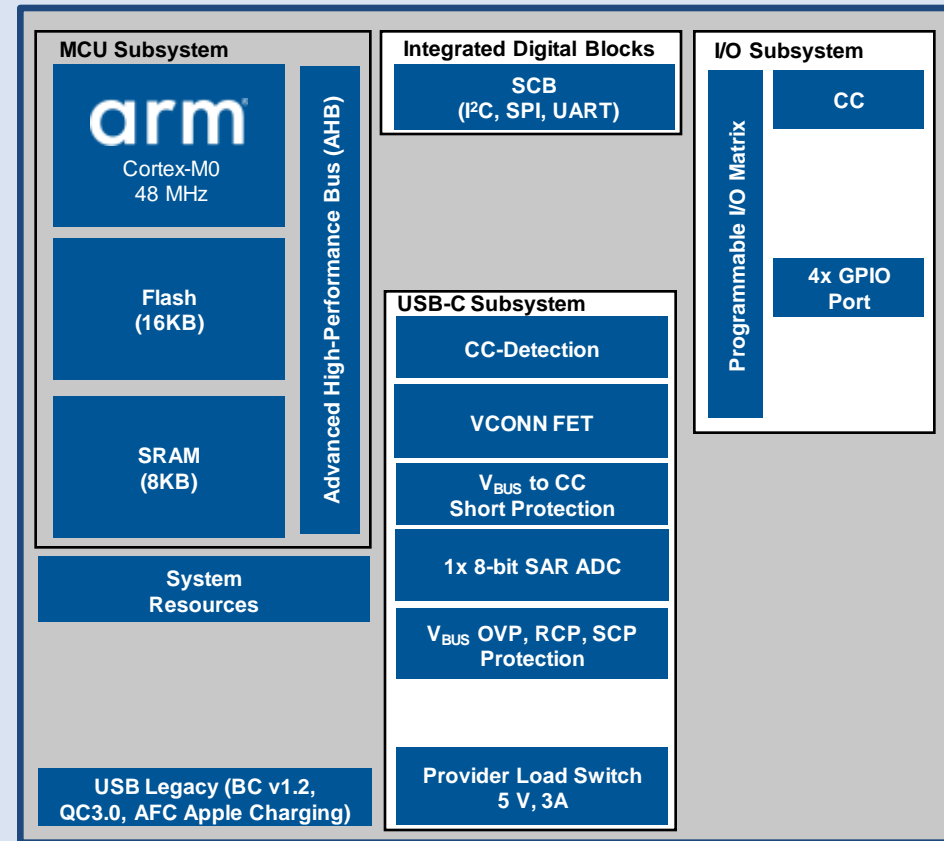 MCU Subsystem
arm
Cortex-M0
48 MHz
Flash
(16KB)
SRAM
(8KB)
Advanced High-Performance Bus (AHB)
System
Resources
USB Legacy (BC v1.2,
QC3.0, AFC Apple Charging)
Integrated Digital Blocks
SCB
(I²C, SPI, UART)
USB-C Subsystem
CC-Detection
VCONN FET
VBUS to CC
Short Protection
1x 8-bit SAR ADC
VBUS OVP, RCP, SCP
Protection
Provider Load Switch
5 V, 3A
I/O Subsystem
Programmable I/O Matrix
CC
4x GPIO
Port